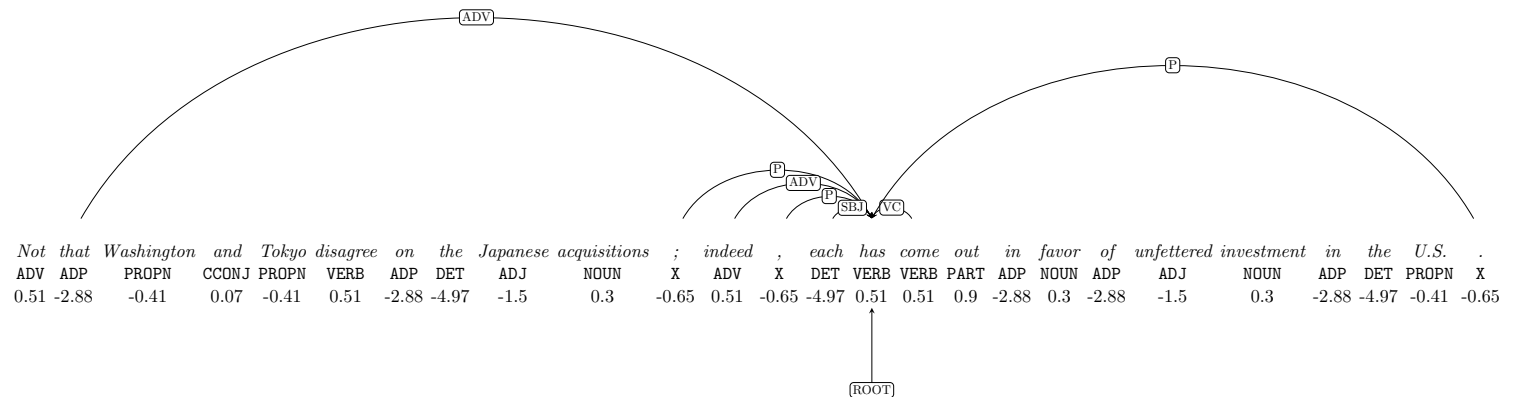 ADV
P
P
ADV
P
SBJ VC
Not that Washington and Tokyo disagree on the Japanese acquisitions ; indeed , each has come out in favor of unfettered investment in the U.S. .
ADV ADP PROPN CCONJ PROPN VERB ADP DET ADJ NOUN X ADV X DET VERB VERB PART ADP NOUN ADP ADJ NOUN ADP DET PROPN X
0.51 -2.88 -0.41 0.07 -0.41 0.51 -2.88 -4.97 -1.5 0.3 -0.65 0.51 -0.65 -4.97 0.51 0.51 0.9 -2.88 0.3 -2.88 -1.5 0.3 -2.88 -4.97 -0.41 -0.65
ROOT